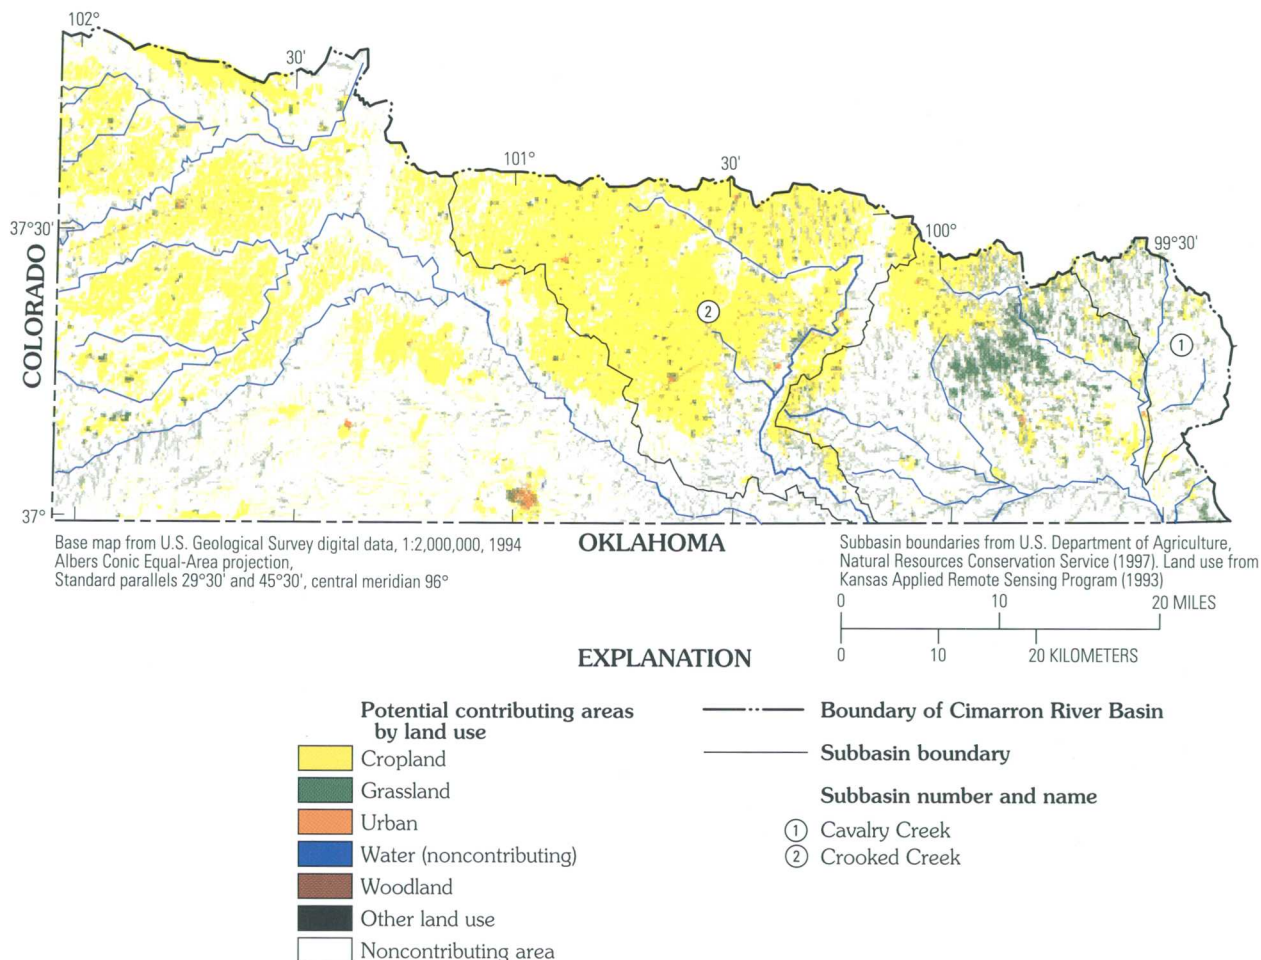 102°
30'
101°
30'
100°
99°30'
37°30'
COLORADO
2
1
37°
OKLAHOMA
Base map from U.S. Geological Survey digital data, 1:2,000,000, 1994
Albers Conic Equal-Area projection,
Standard parallels 29°30' and 45°30', central meridian 96°
Subbasin boundaries from U.S. Department of Agriculture,
Natural Resources Conservation Service (1997). Land use from
Kansas Applied Remote Sensing Program (1993)
0 10 20 MILES
0 10 20 KILOMETERS
EXPLANATION
Potential contributing areas
by land use
Cropland
Grassland
Urban
Water (noncontributing)
Woodland
Other land use
Noncontributing area
Boundary of Cimarron River Basin
Subbasin boundary
Subbasin number and name
1 Cavalry Creek
2 Crooked Creek